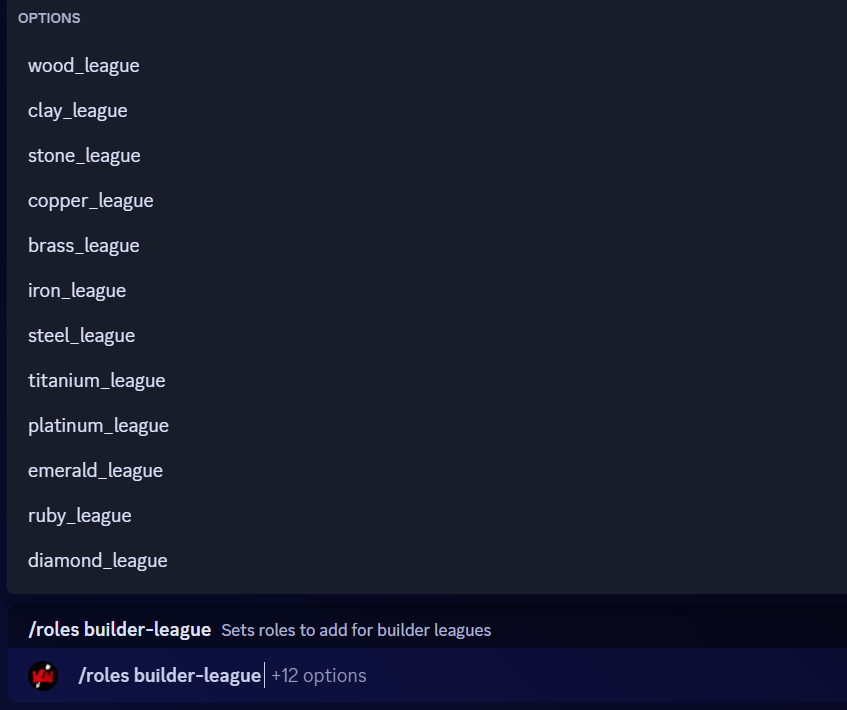 OPTIONS
wood_league
clay_league
stone_league
copper_league
brass_league
iron_league
steel_league
titanium_league
platinum_league
emerald_league
ruby_league
diamond_league
/roles builder-league Sets roles to add for builder leagues
/roles builder-league +12 options